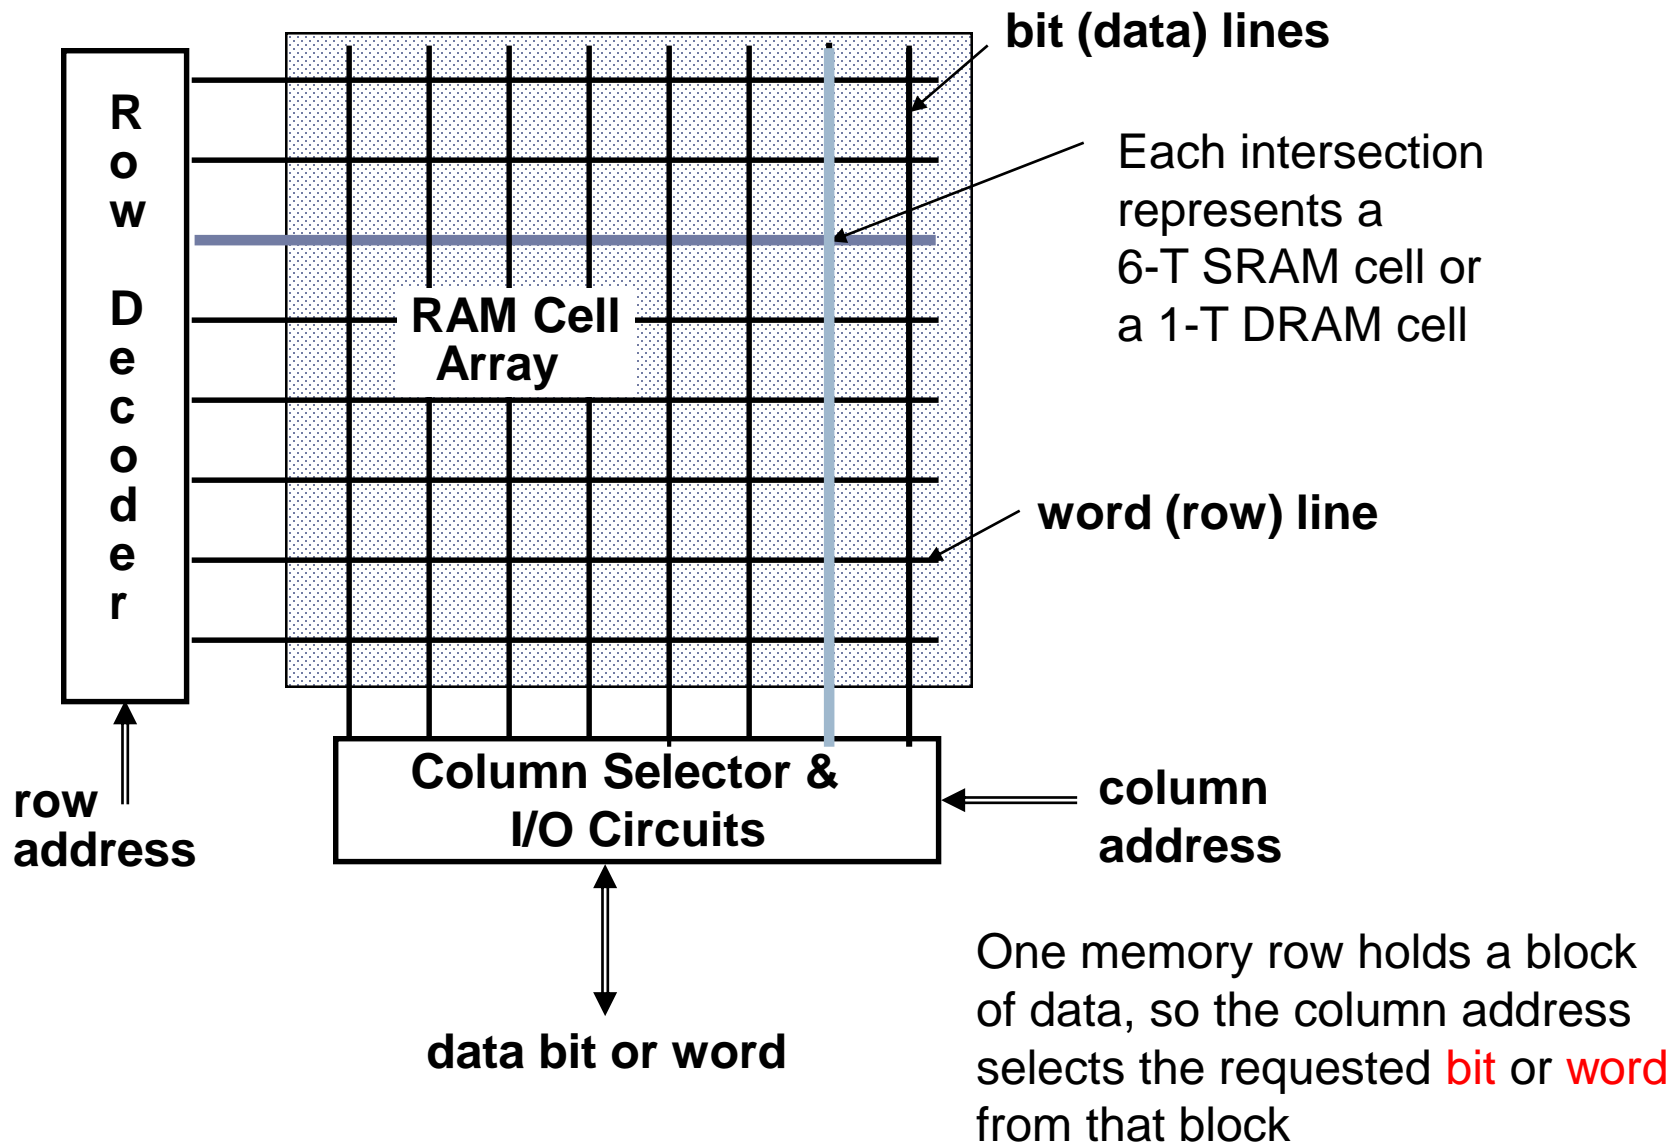 bit (data) lines
Row Decoder
Each intersection
represents a
6-T SRAM cell or
a 1-T DRAM cell
RAM Cell
Array
word (row) line
Column Selector &
I/O Circuits
row
address
column
address
data bit or word
One memory row holds a block
of data, so the column address
selects the requested bit or word
from that block